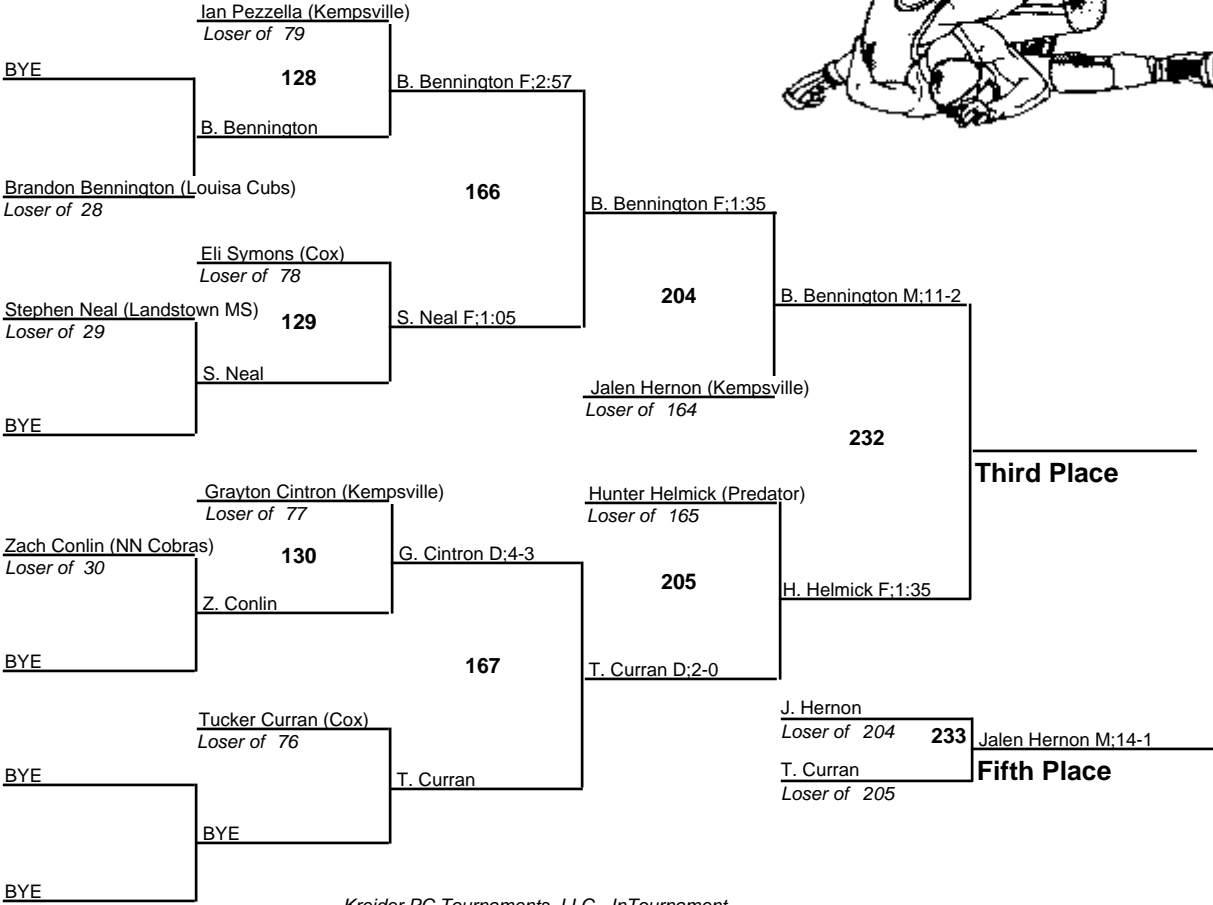 Ian Pezzella (Kempsville)
Loser of 79
BYE
128
B. Bennington F;2:57
B. Bennington
Brandon Bennington (Louisa Cubs)
Loser of 28
166
B. Bennington F;1:35
Eli Symons (Cox)
Loser of 78
Stephen Neal (Landstown MS)
Loser of 29
129
S. Neal F;1:05
204
B. Bennington M;11-2
S. Neal
Jalen Hernon (Kempsville)
Loser of 164
BYE
232
Third Place
Grayton Cintron (Kempsville)
Loser of 77
Hunter Helmick (Predator)
Loser of 165
Zach Conlin (NN Cobras)
Loser of 30
130
G. Cintron D;4-3
205
H. Helmick F;1:35
Z. Conlin
BYE
167
T. Curran D;2-0
Tucker Curran (Cox)
Loser of 76
J. Hernon
Loser of 204
233
Jalen Hernon M;14-1
Fifth Place
BYE
T. Curran
T. Curran
Loser of 205
BYE
BYE
Kreider PC Tournaments, LLC - InTournament